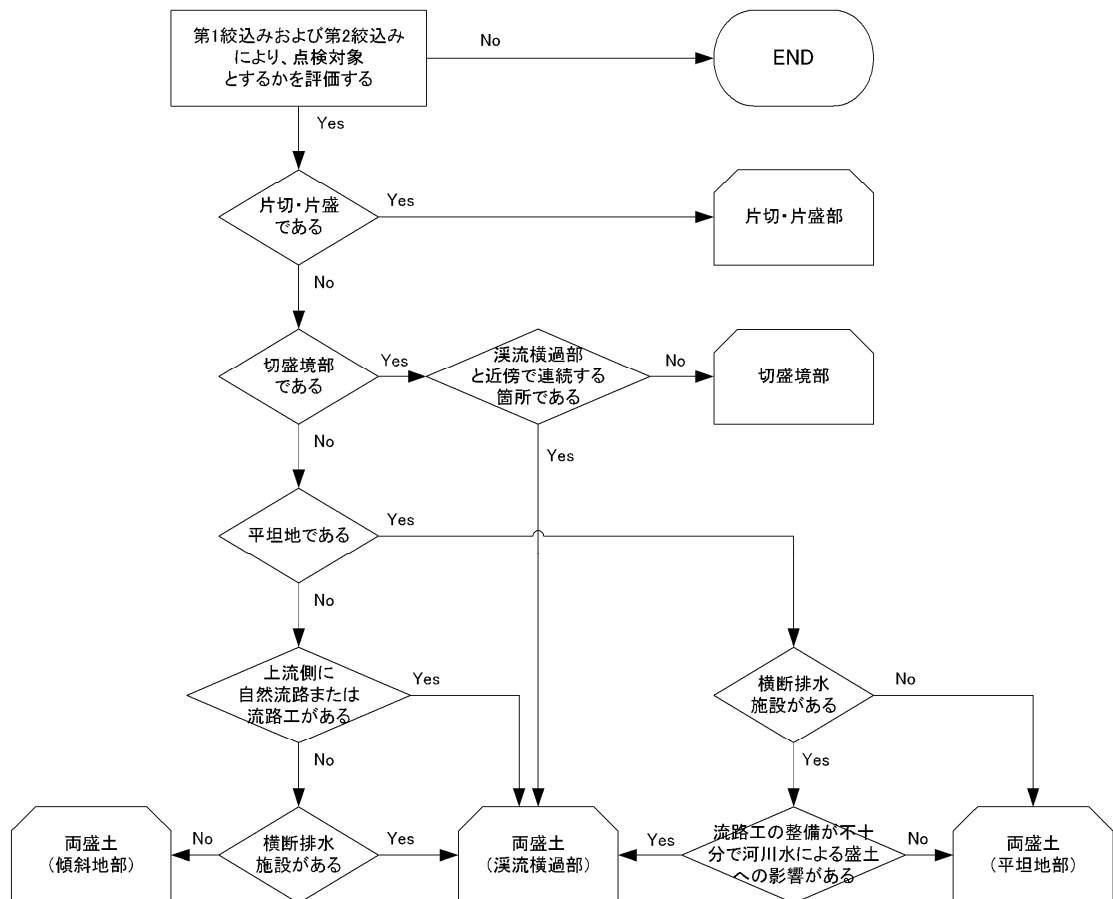 第1絞込みおよび第2絞込み
により、点検対象
とするかを評価する
No
END
Yes
片切・片盛
である
Yes
片切・片盛部
No
切盛境部
である
Yes
渓流横過部
と近傍で連続する
箇所である
No
切盛境部
No
Yes
平坦地である
Yes
No
上流側に
自然流路または
流路工がある
Yes
横断排水
施設がある
No
No
Yes
両盛土
(傾斜地部)
No
横断排水
施設がある
Yes
両盛土
(渓流横過部)
Yes
流路工の整備が不十
分で河川水による盛土
への影響がある
No
両盛土
(平坦地部)